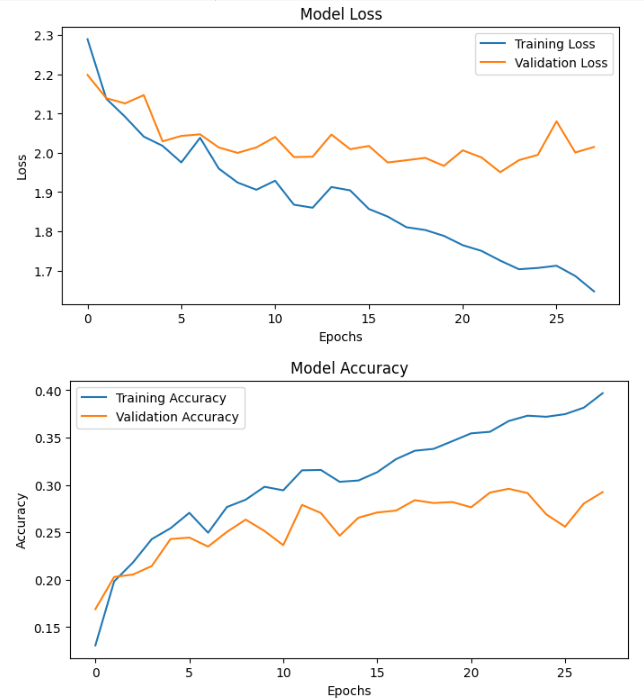 Model Loss
2.3
2.2
2.1
2.0
1.9
1.8
1.7
Loss
Training Loss
Validation Loss
0 5 10 15 20 25
Epochs
Model Accuracy
0.40
0.35
0.30
0.25
0.20
0.15
Accuracy
Training Accuracy
Validation Accuracy
0 5 10 15 20 25
Epochs